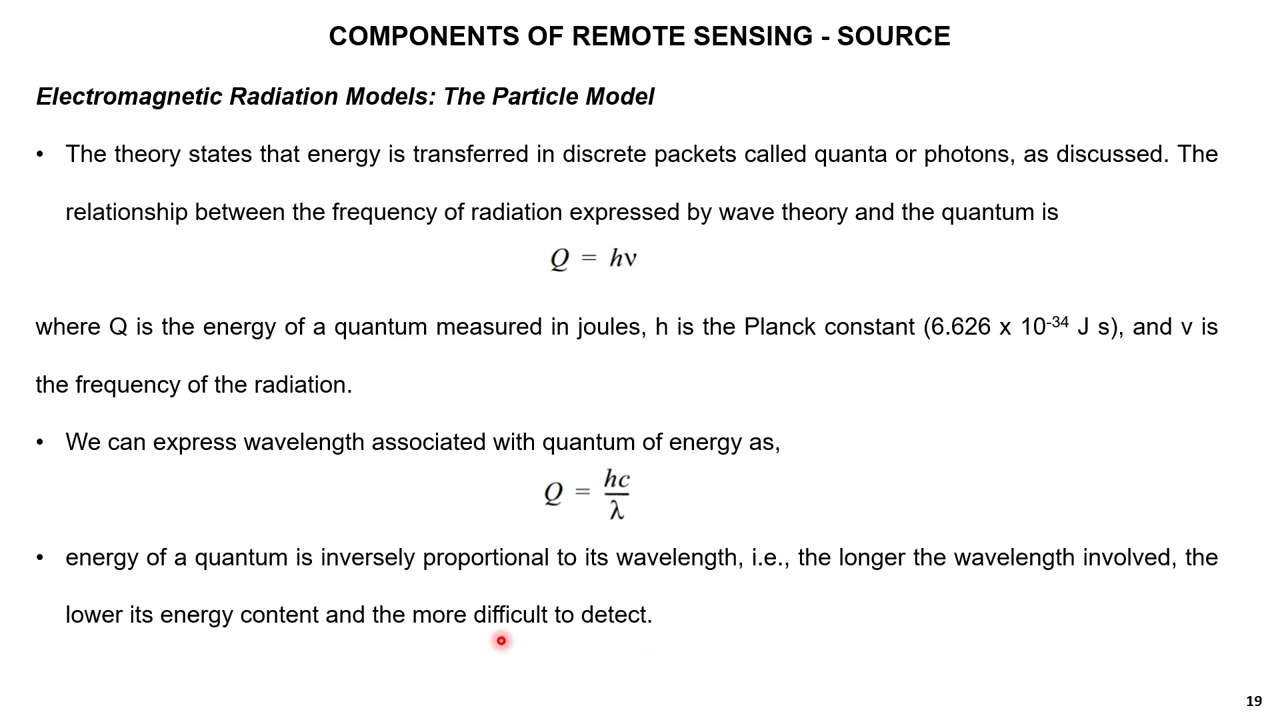 COMPONENTS OF REMOTE SENSING - SOURCE
Electromagnetic Radiation Models: The Particle Model
• The theory states that energy is transferred in discrete packets called quanta or photons, as discussed. The
relationship between the frequency of radiation expressed by wave theory and the quantum is
Q = hν
where Q is the energy of a quantum measured in joules, h is the Planck constant (6.626 x 10⁻³⁴ J s), and v is
the frequency of the radiation.
• We can express wavelength associated with quantum of energy as,
Q = hc/λ
• energy of a quantum is inversely proportional to its wavelength, i.e., the longer the wavelength involved, the
lower its energy content and the more difficult to detect.
19